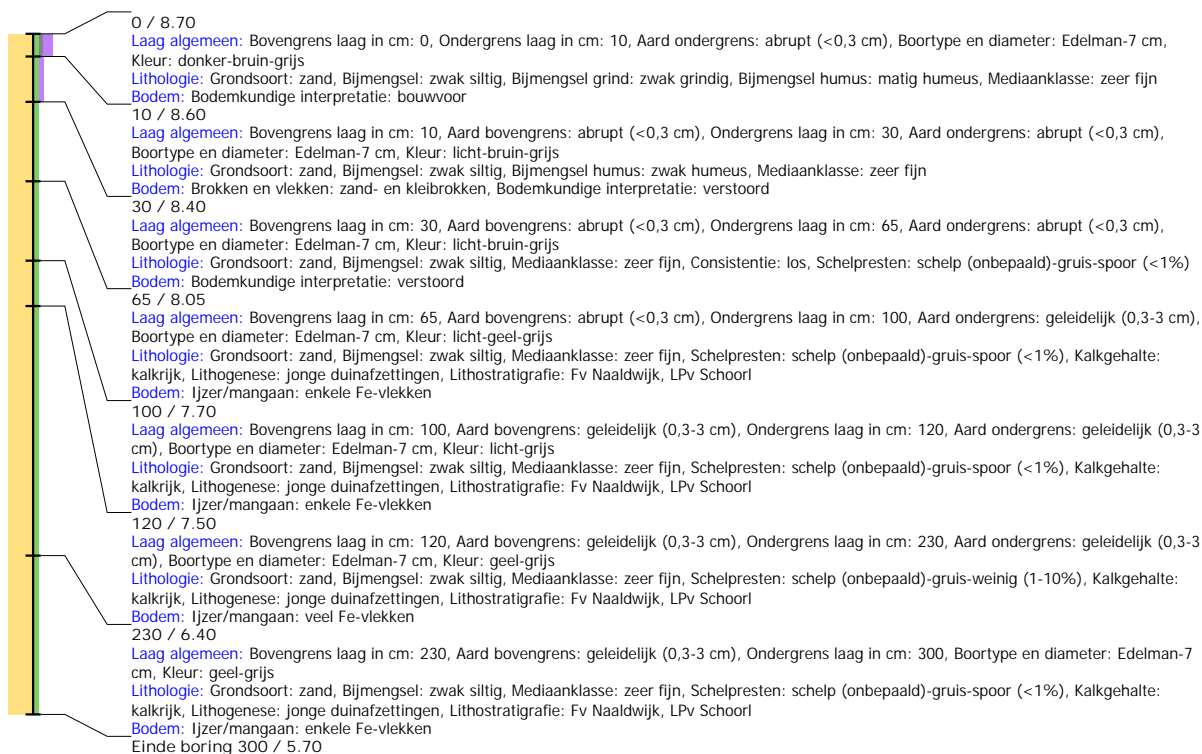 0 / 8.70
Laag algemeen: Bovengrens laag in cm: 0, Ondergrens laag in cm: 10, Aard ondergrens: abrupt (<0,3 cm), Boortype en diameter: Edelman-7 cm,
Kleur: donker-bruin-grijs
Lithologie: Grondsoort: zand, Bijmengsel: zwak siltig, Bijmengsel grind: zwak grindig, Bijmengsel humus: matig humeus, Mediaanklasse: zeer fijn
Bodem: Bodemkundige interpretatie: bouwvoor
10 / 8.60
Laag algemeen: Bovengrens laag in cm: 10, Aard bovengrens: abrupt (<0,3 cm), Ondergrens laag in cm: 30, Aard ondergrens: abrupt (<0,3 cm),
Boortype en diameter: Edelman-7 cm, Kleur: licht-bruin-grijs
Lithologie: Grondsoort: zand, Bijmengsel: zwak siltig, Bijmengsel humus: zwak humeus, Mediaanklasse: zeer fijn
Bodem: Brokken en vlekken: zand- en kleibrokken, Bodemkundige interpretatie: verstoord
30 / 8.40
Laag algemeen: Bovengrens laag in cm: 30, Aard bovengrens: abrupt (<0,3 cm), Ondergrens laag in cm: 65, Aard ondergrens: abrupt (<0,3 cm),
Boortype en diameter: Edelman-7 cm, Kleur: licht-bruin-grijs
Lithologie: Grondsoort: zand, Bijmengsel: zwak siltig, Mediaanklasse: zeer fijn, Consistentie: los, Schelpresten: schelp (onbepaald)-gruis-spoor (<1%)
Bodem: Bodemkundige interpretatie: verstoord
65 / 8.05
Laag algemeen: Bovengrens laag in cm: 65, Aard bovengrens: abrupt (<0,3 cm), Ondergrens laag in cm: 100, Aard ondergrens: geleidelijk (0,3-3 cm),
Boortype en diameter: Edelman-7 cm, Kleur: licht-geel-grijs
Lithologie: Grondsoort: zand, Bijmengsel: zwak siltig, Mediaanklasse: zeer fijn, Schelpresten: schelp (onbepaald)-gruis-spoor (<1%), Kalkgehalte:
kalkrijk, Lithogenese: jonge duinafzettingen, Lithostratigrafie: Fv Naaldwijk, LPv Schoorl
Bodem: Ijzer/mangaan: enkele Fe-vlekken
100 / 7.70
Laag algemeen: Bovengrens laag in cm: 100, Aard bovengrens: geleidelijk (0,3-3 cm), Ondergrens laag in cm: 120, Aard ondergrens: geleidelijk (0,3-3
cm), Boortype en diameter: Edelman-7 cm, Kleur: licht-grijs
Lithologie: Grondsoort: zand, Bijmengsel: zwak siltig, Mediaanklasse: zeer fijn, Schelpresten: schelp (onbepaald)-gruis-spoor (<1%), Kalkgehalte:
kalkrijk, Lithogenese: jonge duinafzettingen, Lithostratigrafie: Fv Naaldwijk, LPv Schoorl
Bodem: Ijzer/mangaan: enkele Fe-vlekken
120 / 7.50
Laag algemeen: Bovengrens laag in cm: 120, Aard bovengrens: geleidelijk (0,3-3 cm), Ondergrens laag in cm: 230, Aard ondergrens: geleidelijk (0,3-3
cm), Boortype en diameter: Edelman-7 cm, Kleur: geel-grijs
Lithologie: Grondsoort: zand, Bijmengsel: zwak siltig, Mediaanklasse: zeer fijn, Schelpresten: schelp (onbepaald)-gruis-weinig (1-10%), Kalkgehalte:
kalkrijk, Lithogenese: jonge duinafzettingen, Lithostratigrafie: Fv Naaldwijk, LPv Schoorl
Bodem: Ijzer/mangaan: veel Fe-vlekken
230 / 6.40
Laag algemeen: Bovengrens laag in cm: 230, Aard bovengrens: geleidelijk (0,3-3 cm), Ondergrens laag in cm: 300, Boortype en diameter: Edelman-7
cm, Kleur: geel-grijs
Lithologie: Grondsoort: zand, Bijmengsel: zwak siltig, Mediaanklasse: zeer fijn, Schelpresten: schelp (onbepaald)-gruis-spoor (<1%), Kalkgehalte:
kalkrijk, Lithogenese: jonge duinafzettingen, Lithostratigrafie: Fv Naaldwijk, LPv Schoorl
Bodem: Ijzer/mangaan: enkele Fe-vlekken
Einde boring 300 / 5.70